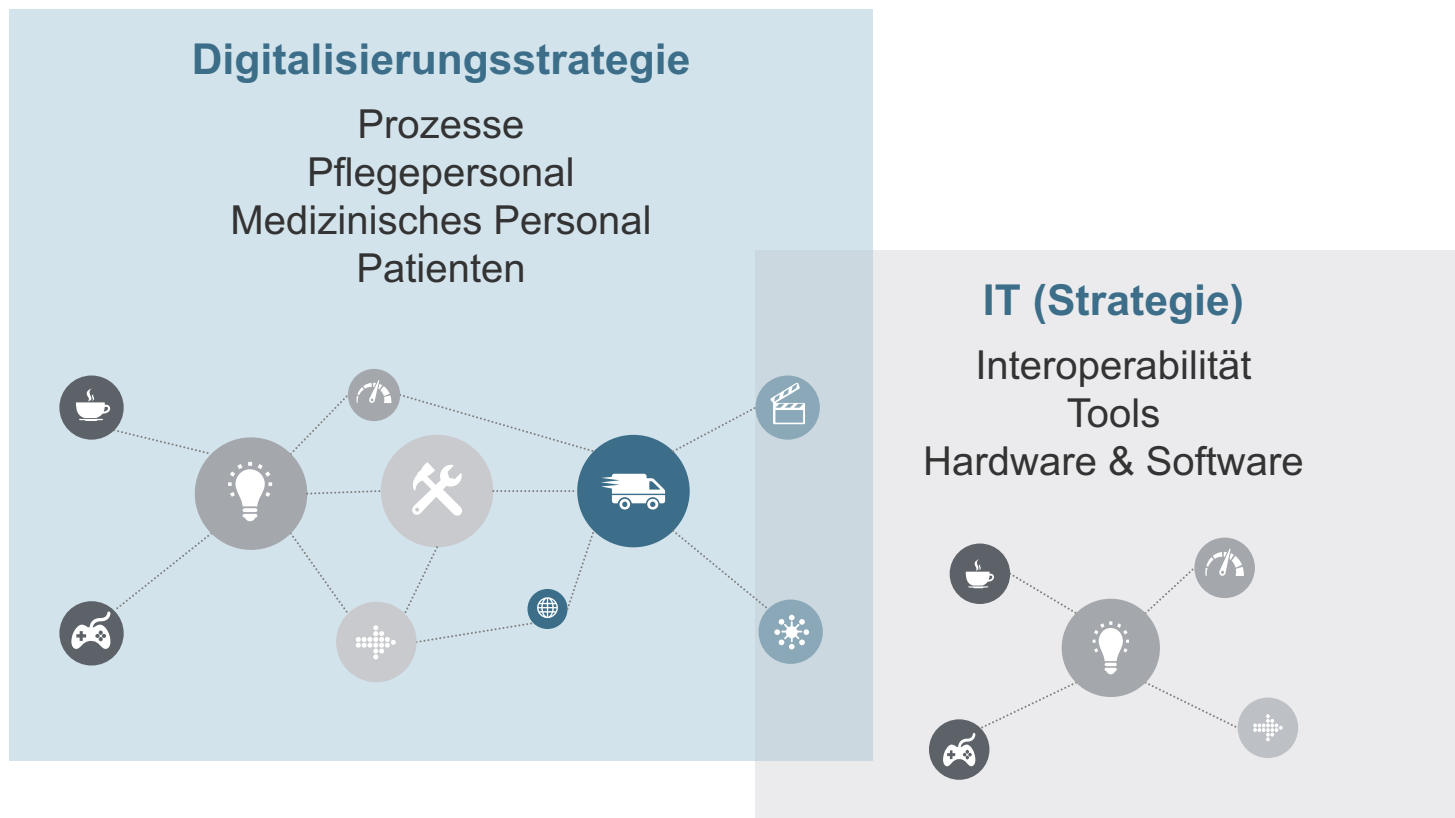 Digitalisierungsstrategie
Prozesse
Pflegepersonal
Medizinisches Personal
Patienten
IT (Strategie)
Interoperabilität
Tools
Hardware & Software